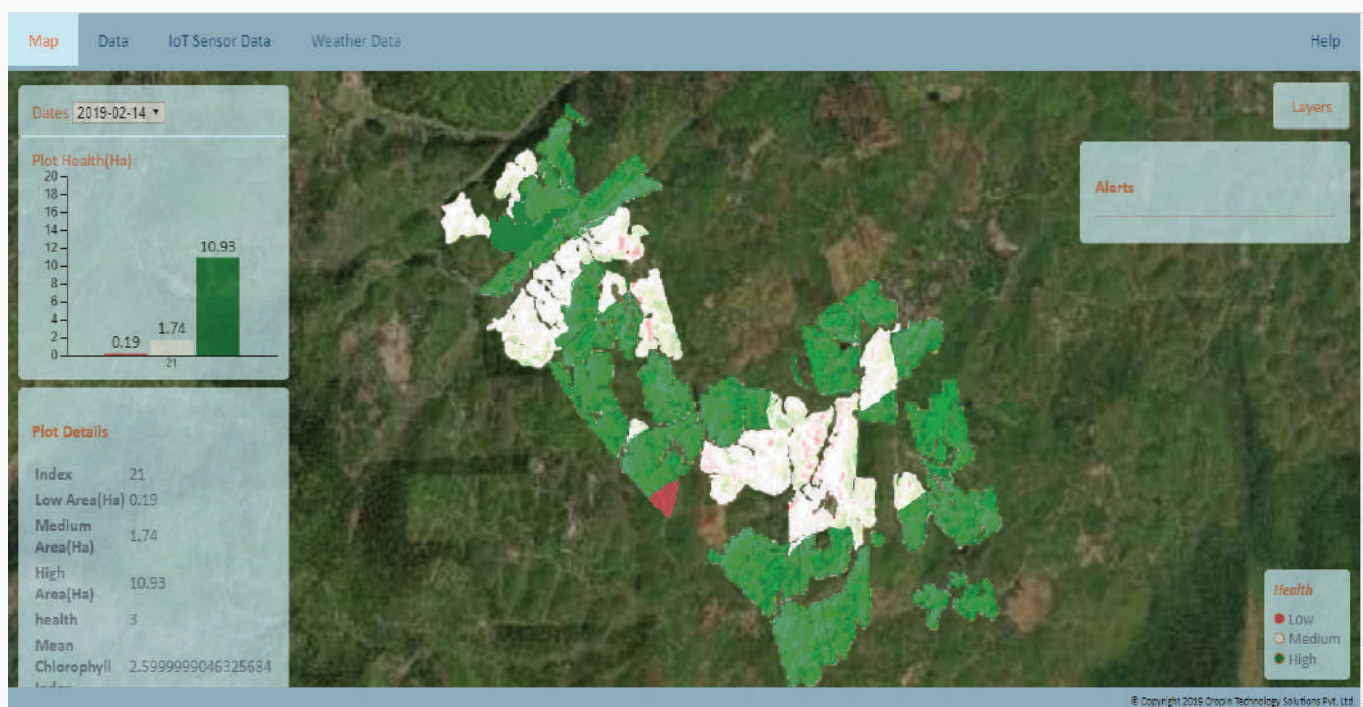 Map Data IoT Sensor Data Weather Data Help
Dates 2019-02-14
Layers
Plot Health(Ha)
20
18
16
14
12
10
8
6
4
2
0
0.19
1.74
10.93
21
Alerts
Plot Details
Index 21
Low Area(Ha) 0.19
Medium
Area(Ha) 1.74
High
Area(Ha) 10.93
health 3
Mean
Chlorophyll 2.5999999046325684
Index
Health
Low
Medium
High
© Copyright 2019 Cropin Technology Solutions Pvt. Ltd.